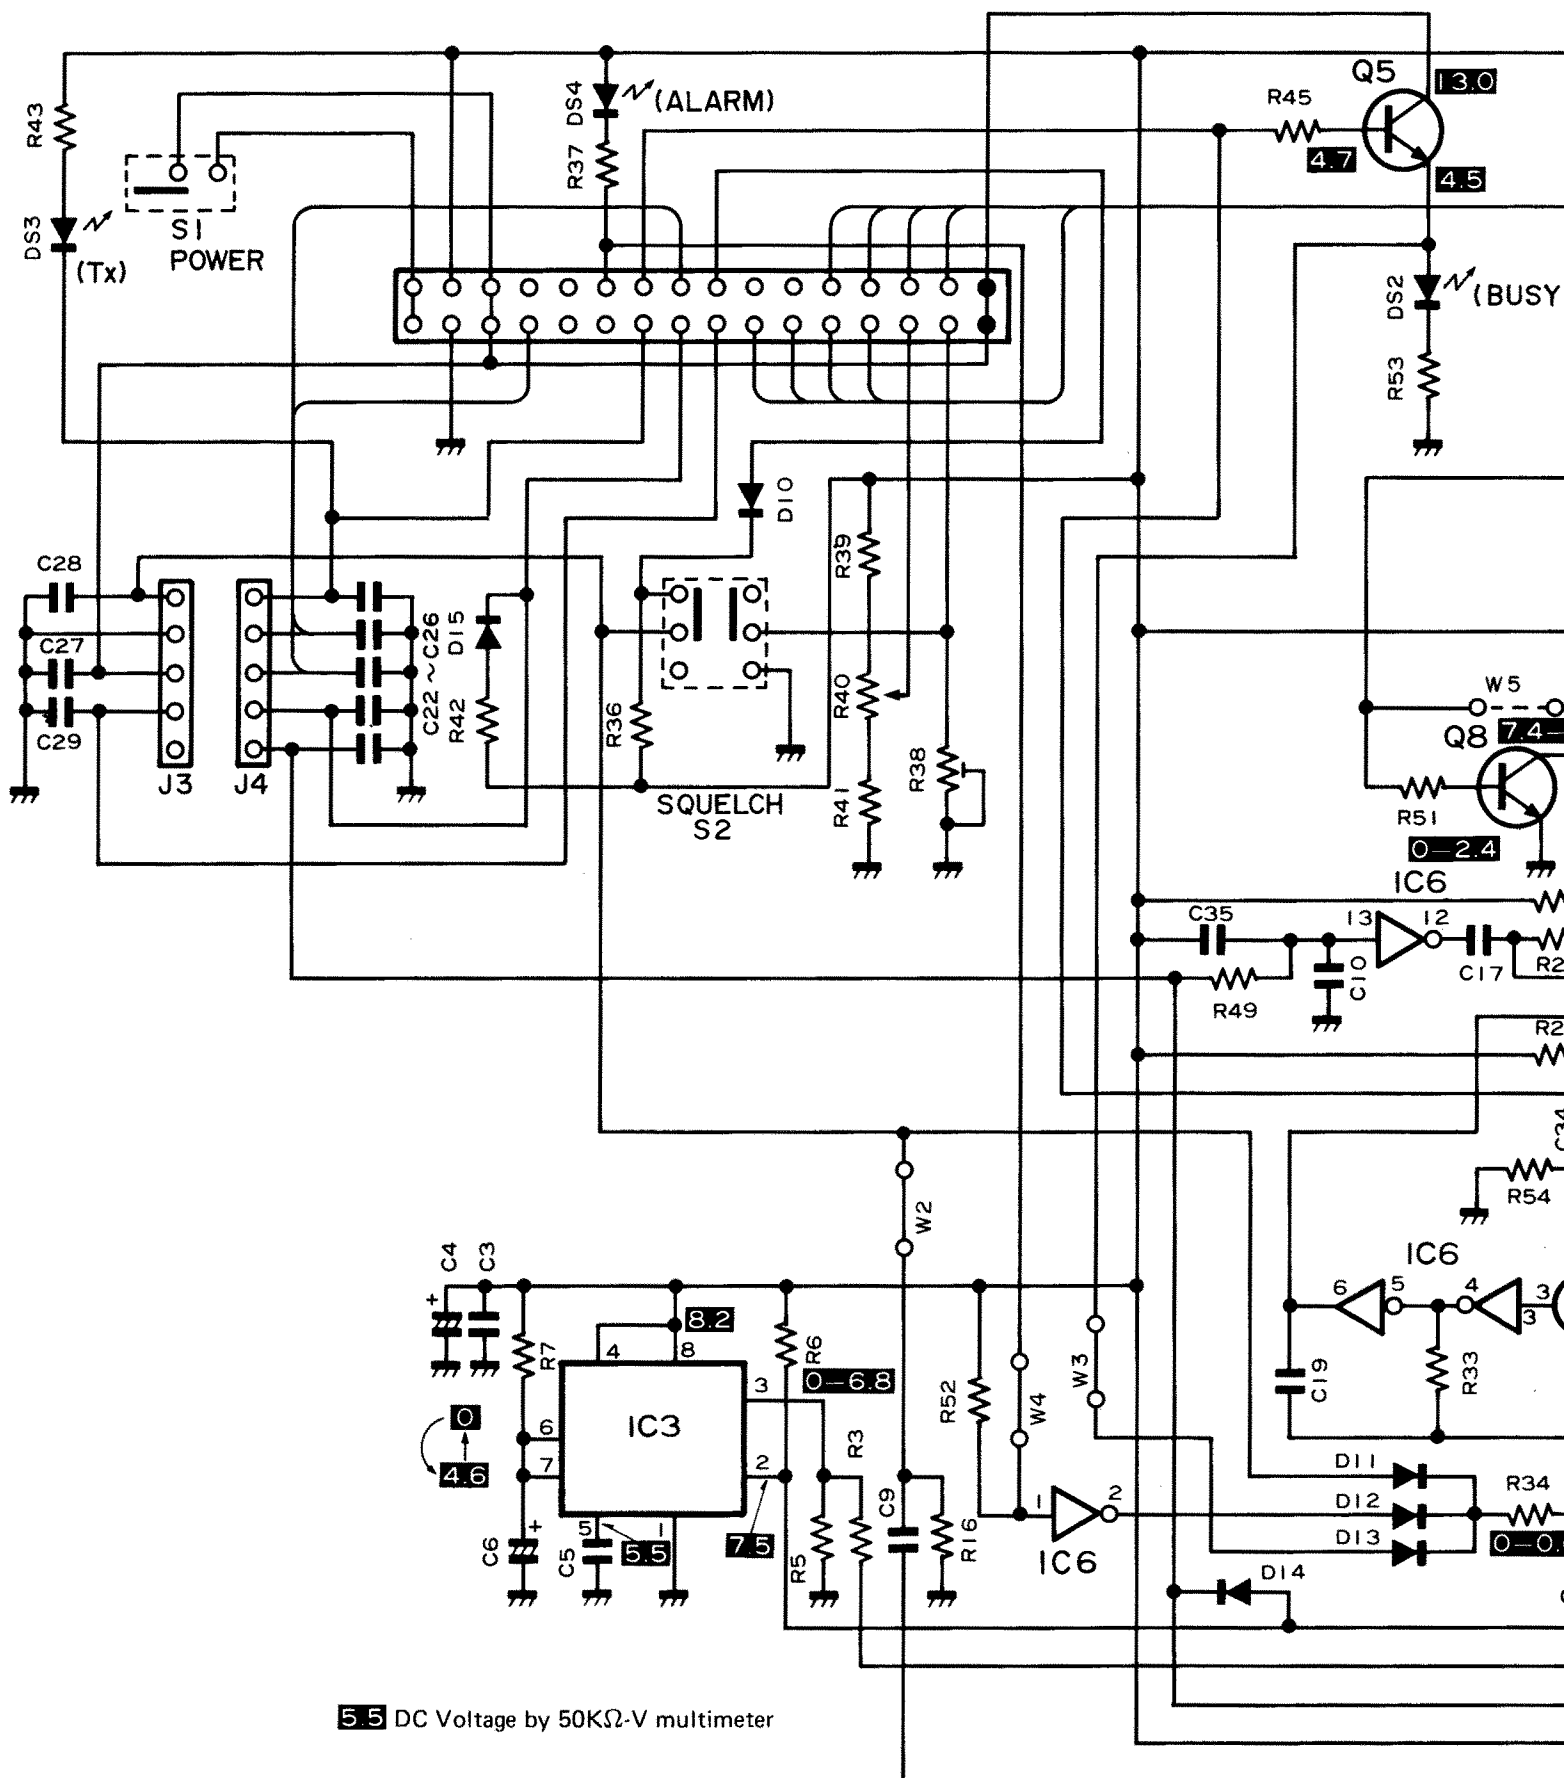 Q5
13.0
R45
4.7
4.5
R43
DS4
(ALARM)
R37
S1
POWER
DS3
(Tx)
DS2
(BUSY
R53
D10
C28
C27
C29
J3
J4
C22 ~ C26
D15
R42
R36
SQUELCH
S2
R39
R40
R41
R38
W5
Q8
7.4-
R51
0-2.4
IC6
C35
13
12
C10
C17
R49
R2
R2
C34
R54
C4
C3
+
8.2
4
8
R7
R6
0-6.8
3
IC3
6
7
2
0
4.6
5
1
5.5
7.5
C6
+
C5
R5
R3
C9
R16
W2
R52
W4
W3
1
2
IC6
IC6
6
5
4
3
3
C19
R33
D11
D12
D13
R34
0-0.
D14
5.5 DC Voltage by 50KΩ-V multimeter